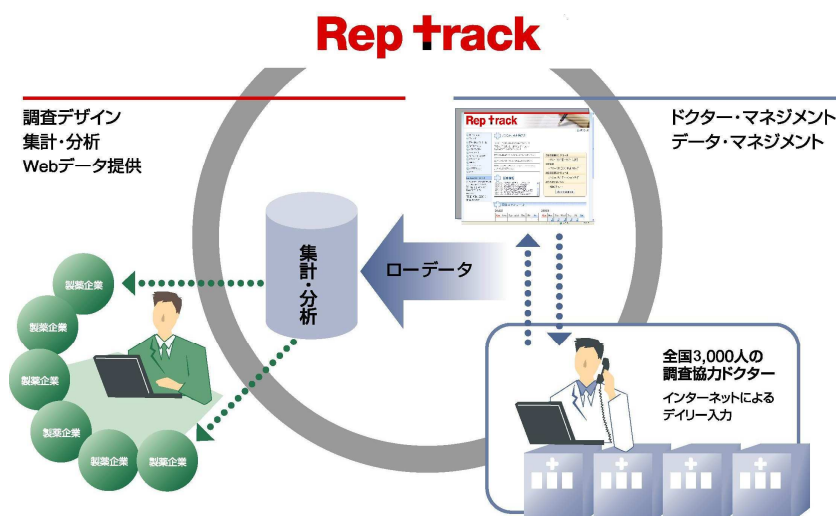 Rep track
調査デザイン
集計・分析
Webデータ提供
ドクター・マネジメント
データ・マネジメント
Rep track
集計・分析
ローデータ
製薬企業
製薬企業
製薬企業
製薬企業
製薬企業
製薬企業
全国3,000人の
調査協力ドクター
インターネットによる
デイリー入力